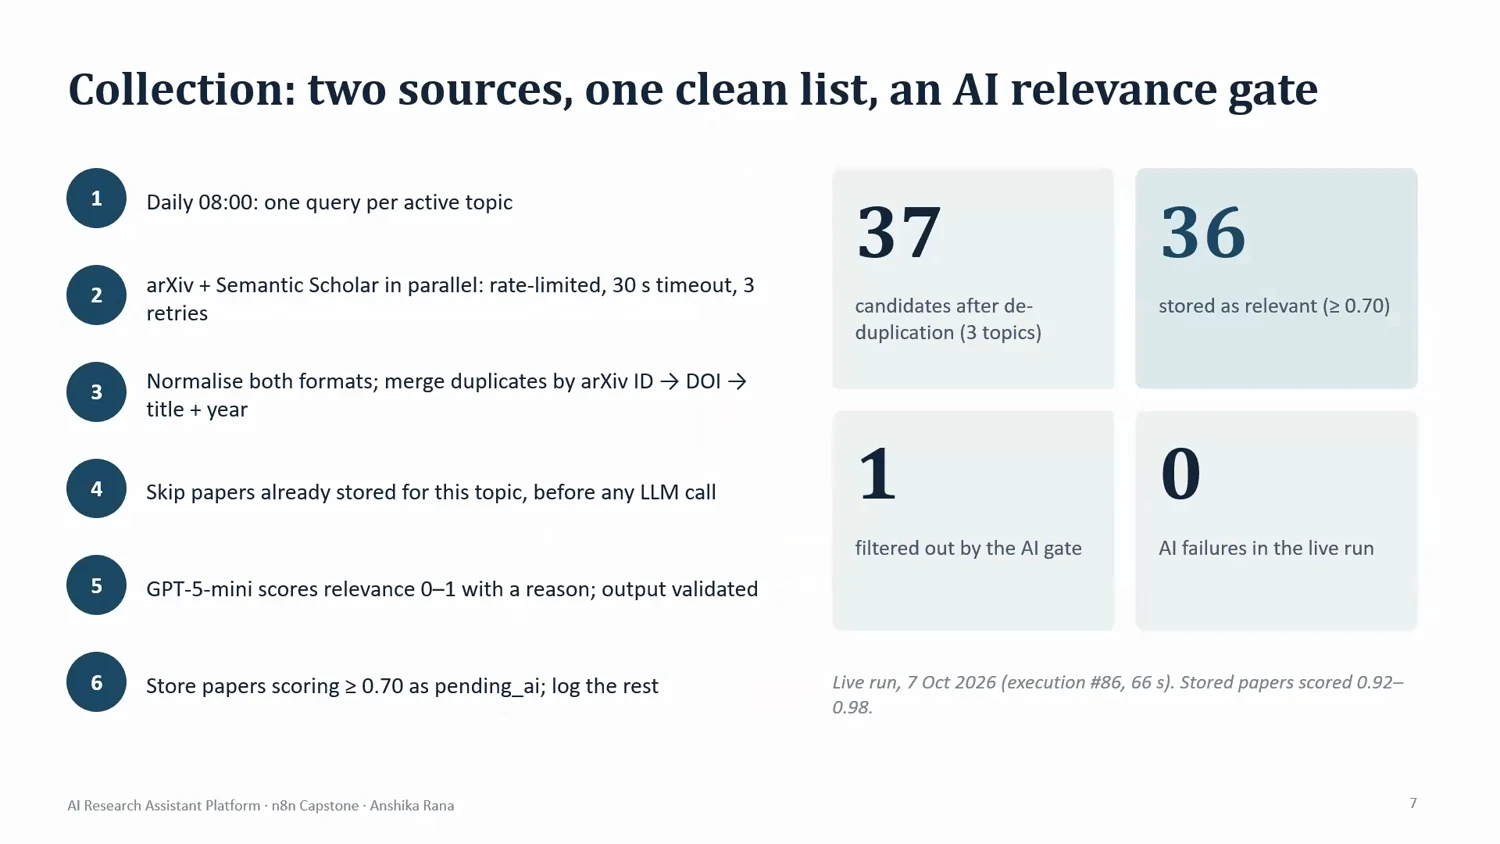 Collection: two sources, one clean list, an AI relevance gate
1
Daily 08:00: one query per active topic
2
arXiv + Semantic Scholar in parallel: rate-limited, 30 s timeout, 3
retries
3
Normalise both formats; merge duplicates by arXiv ID → DOI →
title + year
4
Skip papers already stored for this topic, before any LLM call
5
GPT-5-mini scores relevance 0–1 with a reason; output validated
6
Store papers scoring ≥ 0.70 as pending_ai; log the rest
37
candidates after de-
duplication (3 topics)
36
stored as relevant (≥ 0.70)
1
filtered out by the AI gate
0
AI failures in the live run
Live run, 7 Oct 2026 (execution #86, 66 s). Stored papers scored 0.92–
0.98.
AI Research Assistant Platform · n8n Capstone · Anshika Rana
7